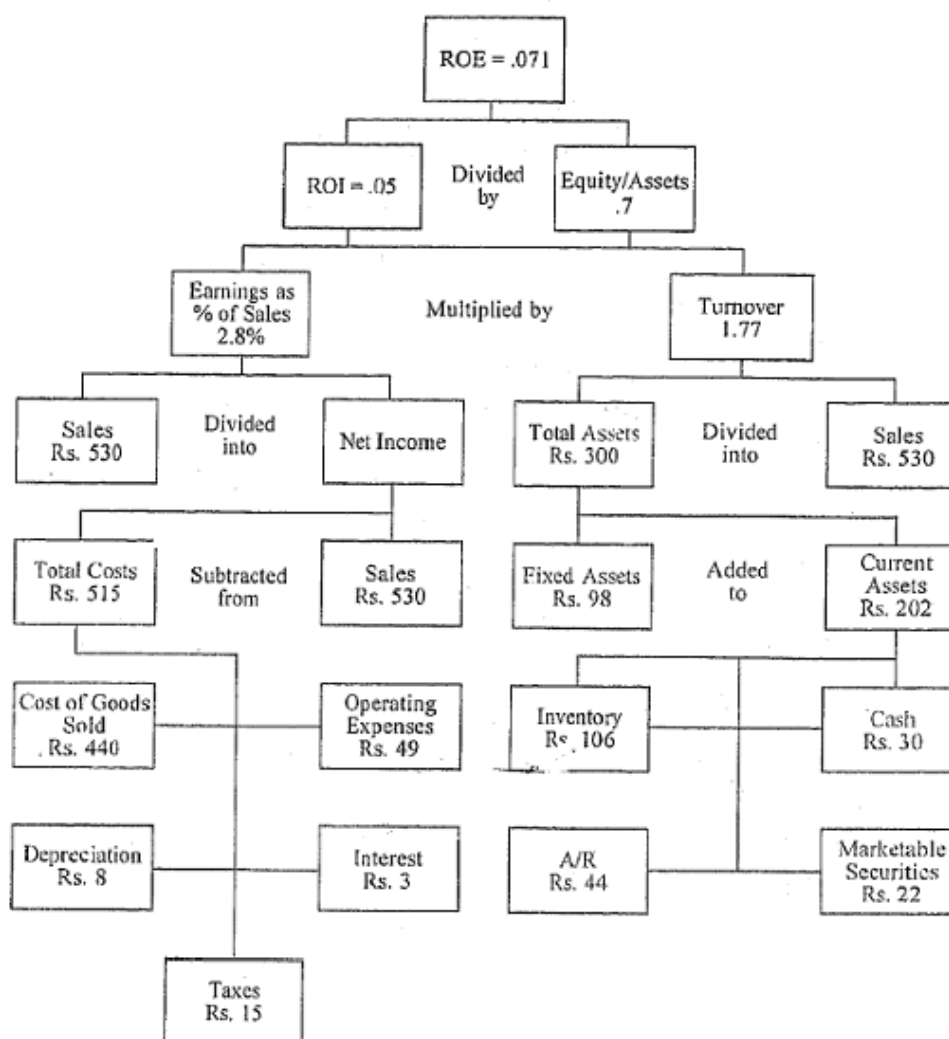 ROE = .071
ROI = .05
Divided
by
Equity/Assets
.7
Earnings as
% of Sales
2.8%
Multiplied by
Turnover
1.77
Sales
Rs. 530
Divided
into
Net Income
Total Assets
Rs. 300
Divided
into
Sales
Rs. 530
Total Costs
Rs. 515
Subtracted
from
Sales
Rs. 530
Fixed Assets
Rs. 98
Added
to
Current
Assets
Rs. 202
Cost of Goods
Sold
Rs. 440
Operating
Expenses
Rs. 49
Inventory
Rs. 106
Cash
Rs. 30
Depreciation
Rs. 8
Interest
Rs. 3
A/R
Rs. 44
Marketable
Securities
Rs. 22
Taxes
Rs. 15